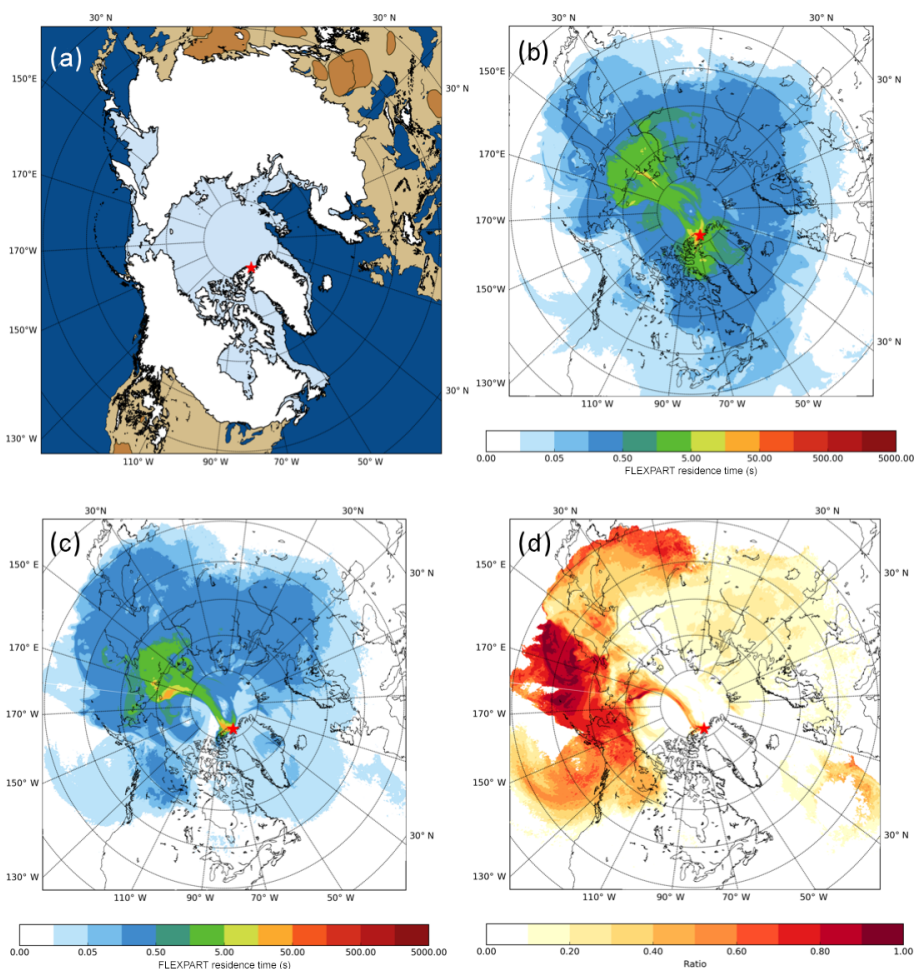 30° N
30° N
(a)
150° E
30° N
170° E
170°W
150°W
30° N
130° W
110° W
90° W
70° W
50° W
30°N
30°N
(b)
150°E
30° N
170°E
170°W
150°W
30° N
130°W
110°W
90°W
70°W
50°W
0.00 0.05 0.50 5.00 50.00 500.00 5000.00
FLEXPART residence time (s)
30° N
(c)
150° E
30° N
170° E
170° W
150° W
30° N
130° W
110° W
90° W
70° W
50° W
0.00 0.05 0.50 5.00 50.00 500.00 5000.00
FLEXPART residence time (s)
30° N
30° N
(d)
150° E
30° N
170° E
170° W
150° W
30° N
130° W
110° W
90° W
70° W
50° W
0.00 0.20 0.40 0.60 0.80 1.00
Ratio